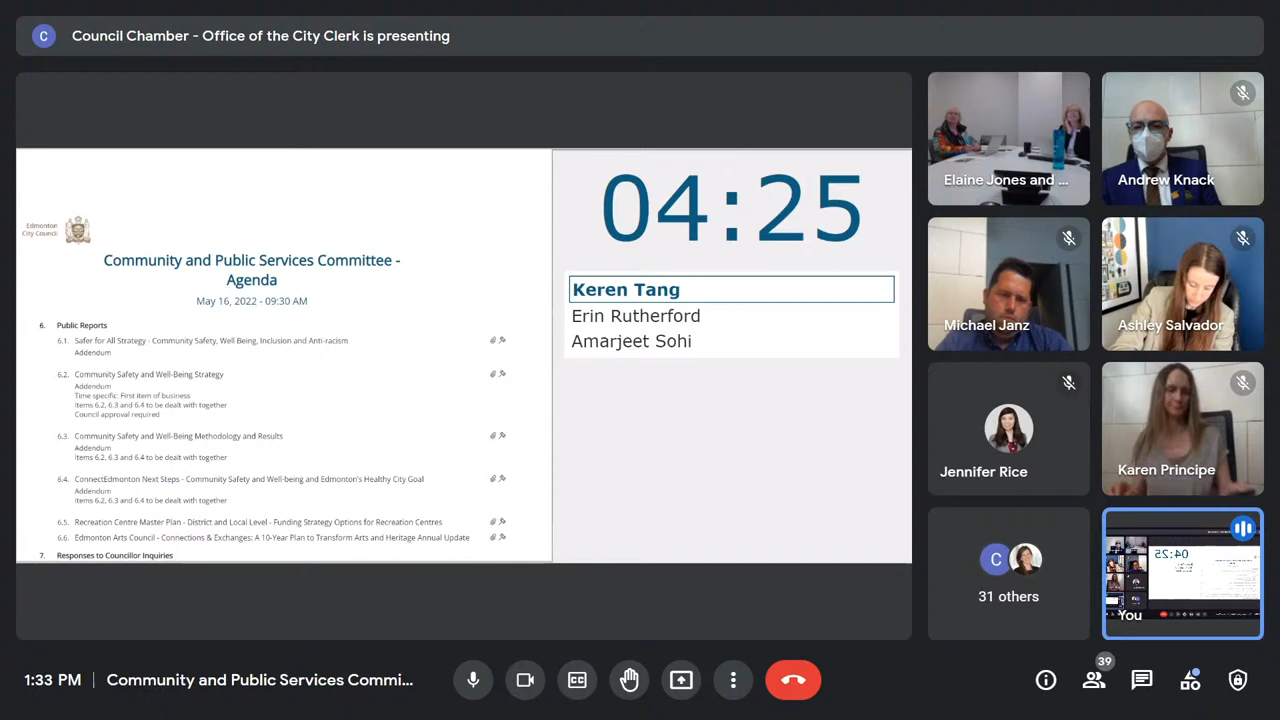 C Council Chamber - Office of the City Clerk is presenting
Edmonton
City Council
Community and Public Services Committee -
Agenda
May 16, 2022 - 09:30 AM
6. Public Reports
6.1. Safer for All Strategy - Community Safety, Well Being, Inclusion and Anti-racism
Addendum
6.2. Community Safety and Well-Being Strategy
Addendum
Time specific: First item of business
Items 6.2, 6.3 and 6.4 to be dealt with together
Council approval required
6.3. Community Safety and Well-Being Methodology and Results
Addendum
Items 6.2, 6.3 and 6.4 to be dealt with together
6.4. ConnectEdmonton Next Steps - Community Safety and Well-being and Edmonton's Healthy City Goal
Addendum
Items 6.2, 6.3 and 6.4 to be dealt with together
6.5. Recreation Centre Master Plan - District and Local Level - Funding Strategy Options for Recreation Centres
6.6. Edmonton Arts Council - Connections & Exchanges: A 10-Year Plan to Transform Arts and Heritage Annual Update
7. Responses to Councillor Inquiries
04:25
Keren Tang
Erin Rutherford
Amarjeet Sohi
Elaine Jones and ...
Andrew Knack
Michael Janz
Ashley Salvador
Jennifer Rice
Karen Principe
C
31 others
04:25
You
1:33 PM | Community and Public Services Commi...
CC
39